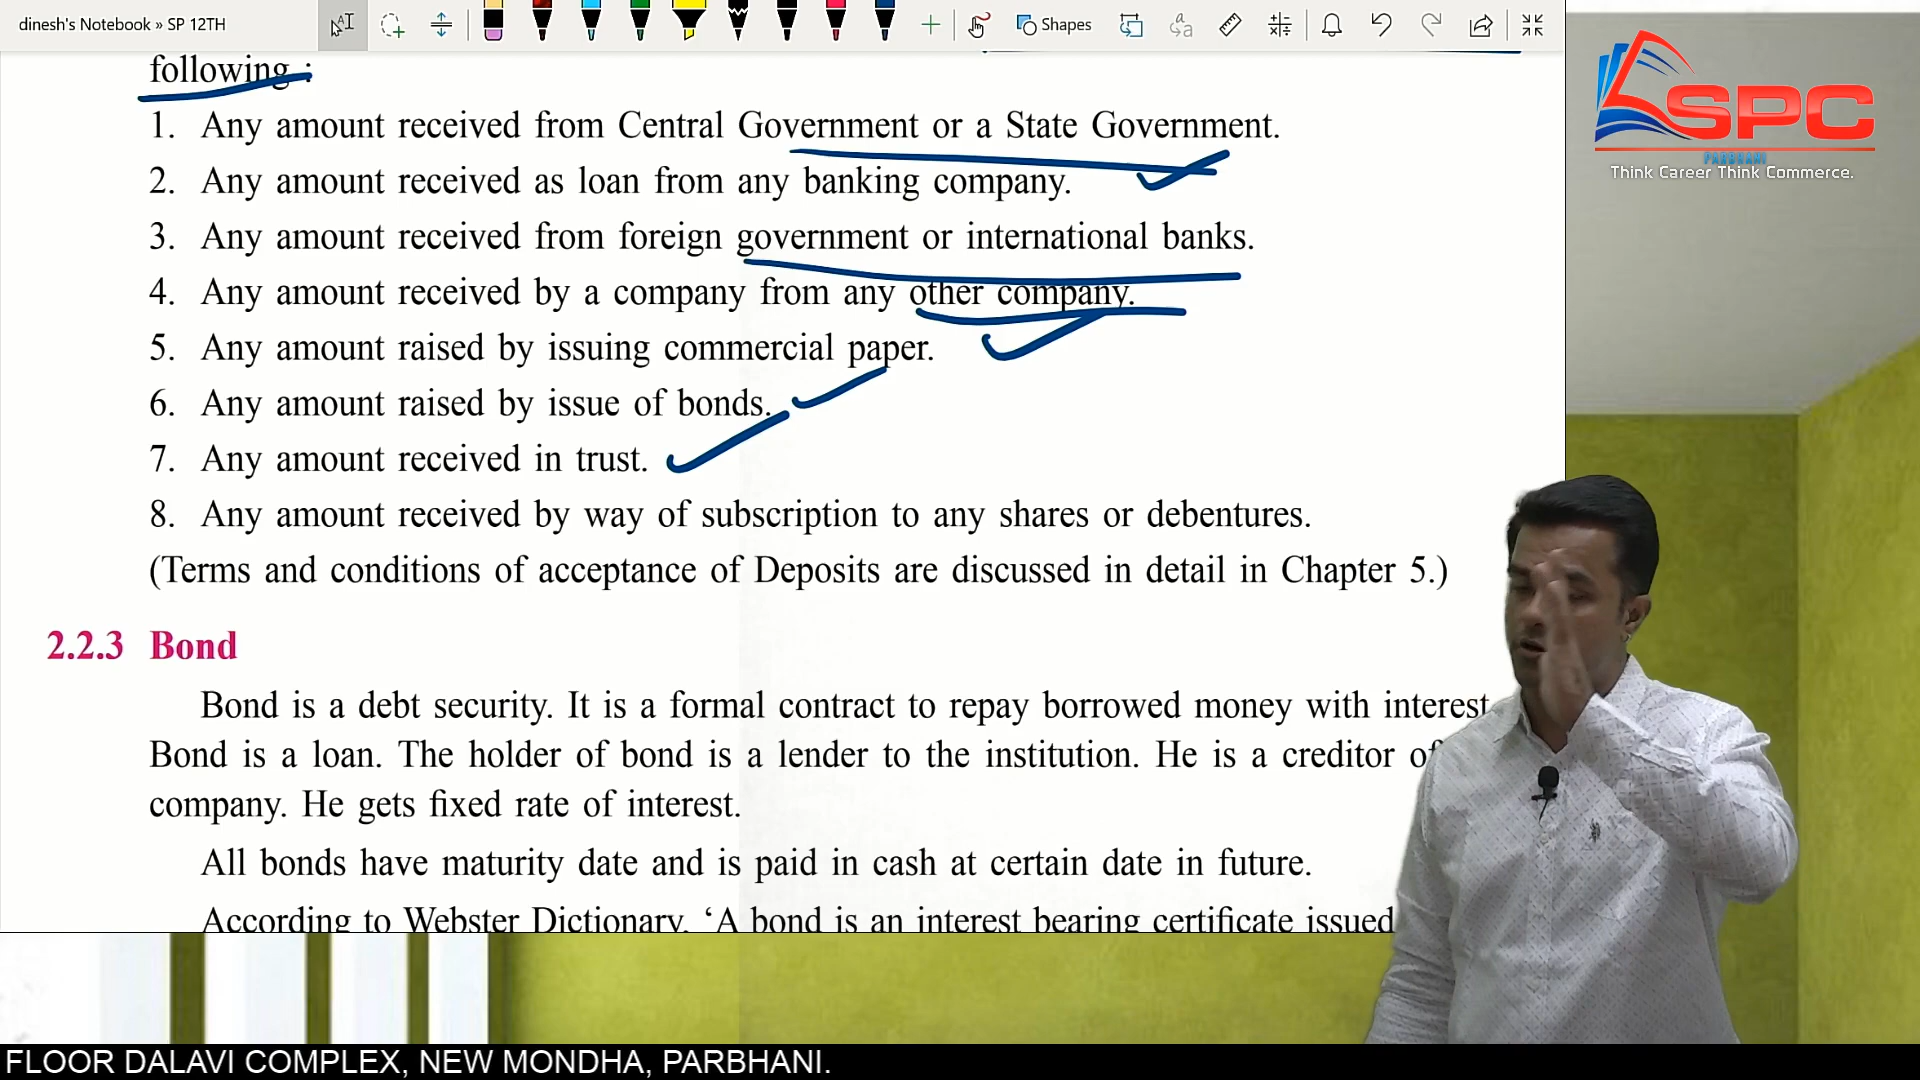 dinesh's Notebook » SP 12TH
Shapes
following :
1. Any amount received from Central Government or a State Government.
2. Any amount received as loan from any banking company.
3. Any amount received from foreign government or international banks.
4. Any amount received by a company from any other company.
5. Any amount raised by issuing commercial paper.
6. Any amount raised by issue of bonds.
7. Any amount received in trust.
8. Any amount received by way of subscription to any shares or debentures.
(Terms and conditions of acceptance of Deposits are discussed in detail in Chapter 5.)
2.2.3 Bond
Bond is a debt security. It is a formal contract to repay borrowed money with interest
Bond is a loan. The holder of bond is a lender to the institution. He is a creditor of
company. He gets fixed rate of interest.
All bonds have maturity date and is paid in cash at certain date in future.
According to Webster Dictionary, ‘A bond is an interest bearing certificate issued
SPC
PARBHANI
Think Career Think Commerce.
FLOOR DALAVI COMPLEX, NEW MONDHA, PARBHANI.